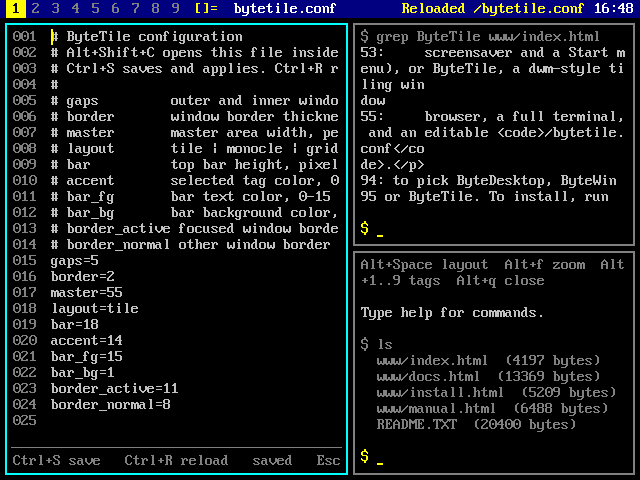 1 2 3 4 5 6 7 8 9 []= bytetile.conf Reloaded /bytetile.conf 16:48
001 # ByteTile configuration
002 # Alt+Shift+C opens this file inside
003 # Ctrl+S saves and applies. Ctrl+R r
004 #
005 # gaps outer and inner windo
006 # border window border thickne
007 # master master area width, pe
008 # layout tile | monocle | grid
009 # bar top bar height, pixel
010 # accent selected tag color, 0
011 # bar_fg bar text color, 0-15
012 # bar_bg bar background color,
013 # border_active focused window borde
014 # border_normal other window border
015 gaps=5
016 border=2
017 master=55
018 layout=tile
019 bar=18
020 accent=14
021 bar_fg=15
022 bar_bg=1
023 border_active=11
024 border_normal=8
025
Ctrl+S save Ctrl+R reload saved Esc
$ grep ByteTile www/index.html
53: screensaver and a Start m
enu), or ByteTile, a dwm-style ti
ling win
dow
55: browser, a full terminal,
and an editable <code>/bytetile.
conf</co
de>.</p>
94: to pick ByteDesktop, ByteWin
95 or ByteTile. To install, run
$ _
Alt+Space layout Alt+f zoom Alt
+1..9 tags Alt+q close
Type help for commands.
$ ls
www/index.html (4197 bytes)
www/docs.html (13369 bytes)
www/install.html (5209 bytes)
www/manual.html (6488 bytes)
README.TXT (20400 bytes)
$ _